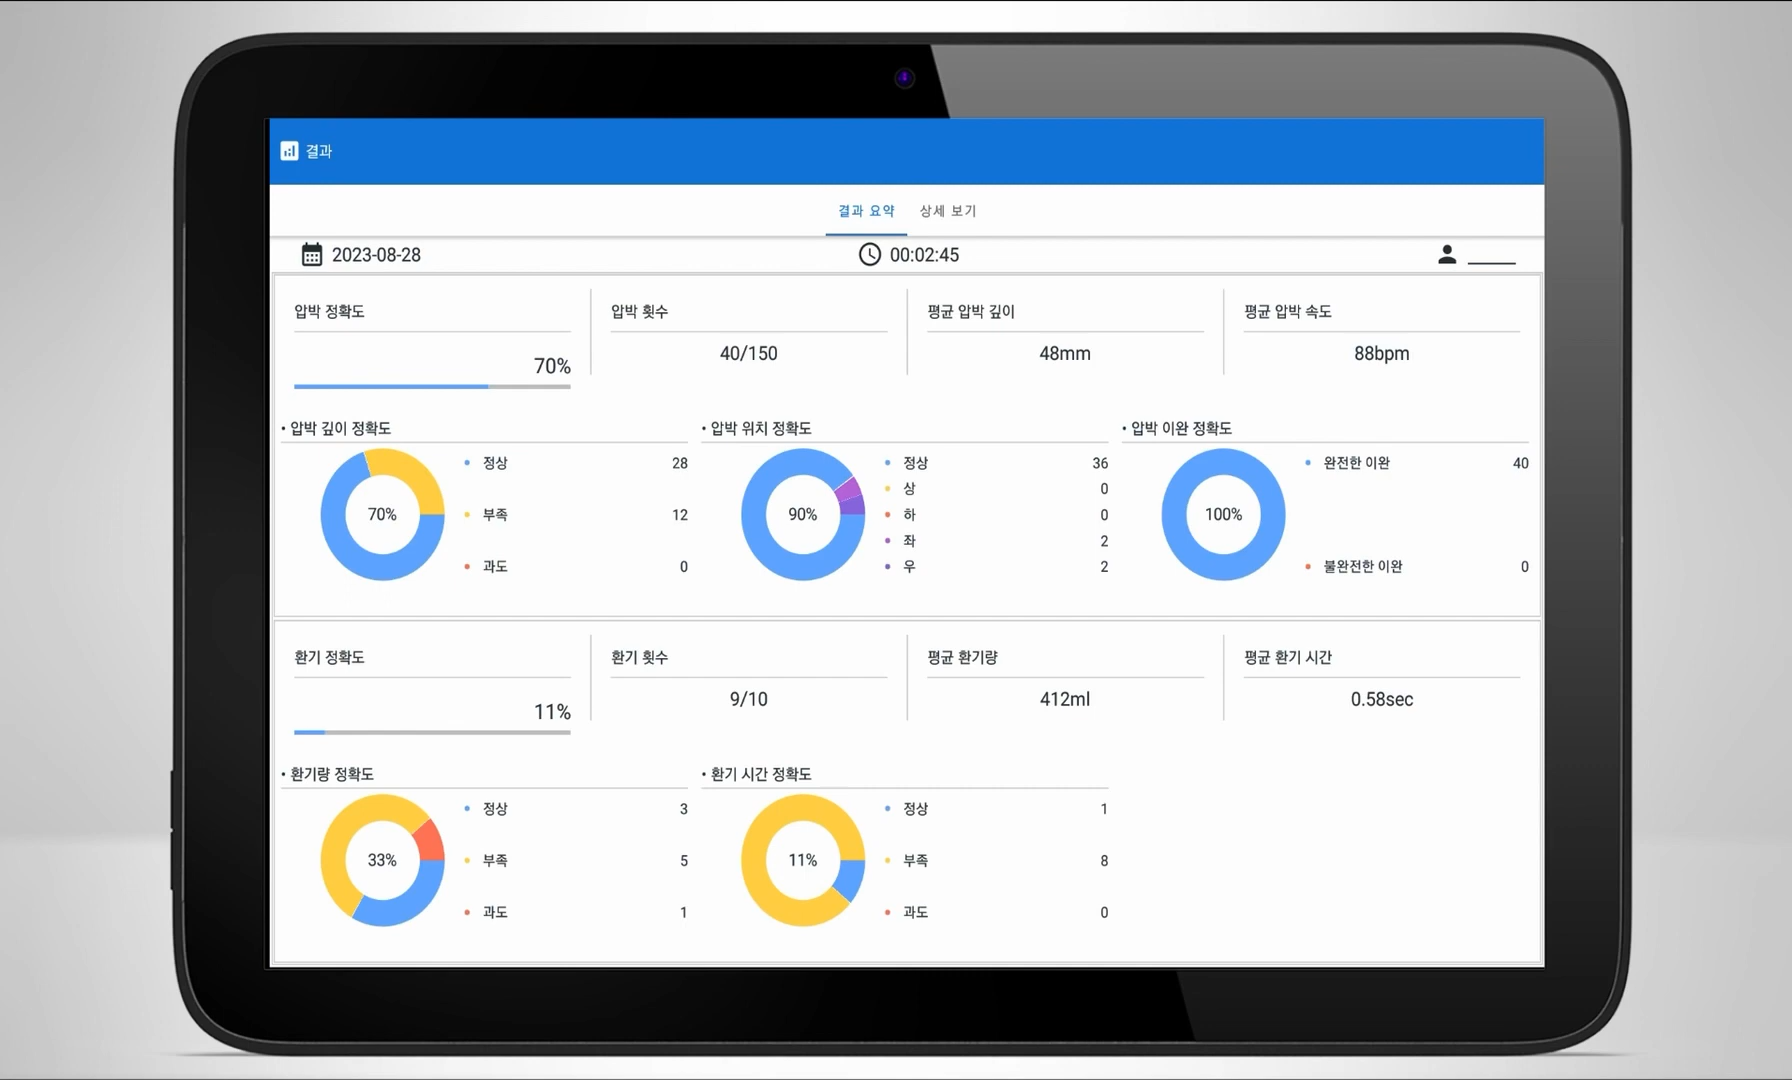 결과
결과 요약 상세 보기
2023-08-28 00:02:45
압박 정확도 압박 횟수 평균 압박 깊이 평균 압박 속도
70% 40/150 48mm 88bpm
• 압박 깊이 정확도 • 압박 위치 정확도 • 압박 이완 정확도
70%
• 정상 28
• 부족 12
• 과도 0
90%
• 정상 36
• 상 0
• 하 0
• 좌 2
• 우 2
100%
• 완전한 이완 40
• 불완전한 이완 0
환기 정확도 환기 횟수 평균 환기량 평균 환기 시간
11% 9/10 412ml 0.58sec
• 환기량 정확도 • 환기 시간 정확도
33%
• 정상 3
• 부족 5
• 과도 1
11%
• 정상 1
• 부족 8
• 과도 0